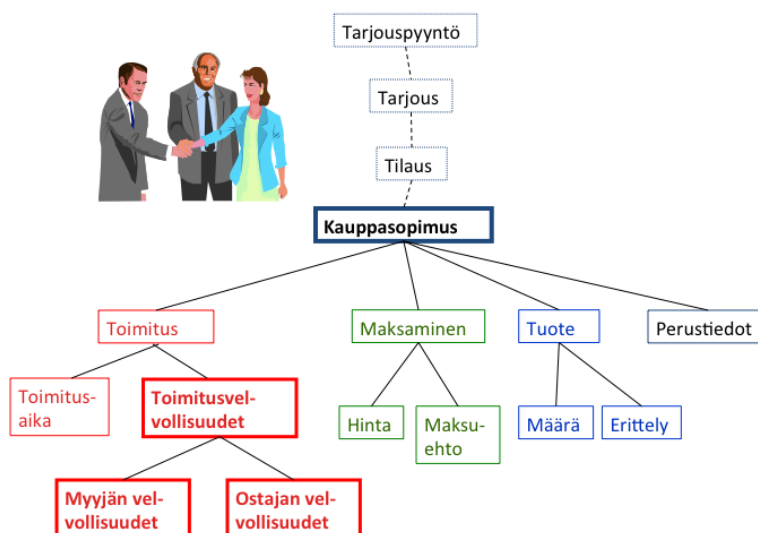 Tarjouspyyntö
Tarjous
Tilaus
Kauppasopimus
Toimitus
Maksaminen
Tuote
Perustiedot
Toimitus-
aika
Toimitusvel-
vollisuudet
Hinta
Maksu-
ehto
Määrä
Erittely
Myyjän vel-
vollisuudet
Ostajan vel-
vollisuudet